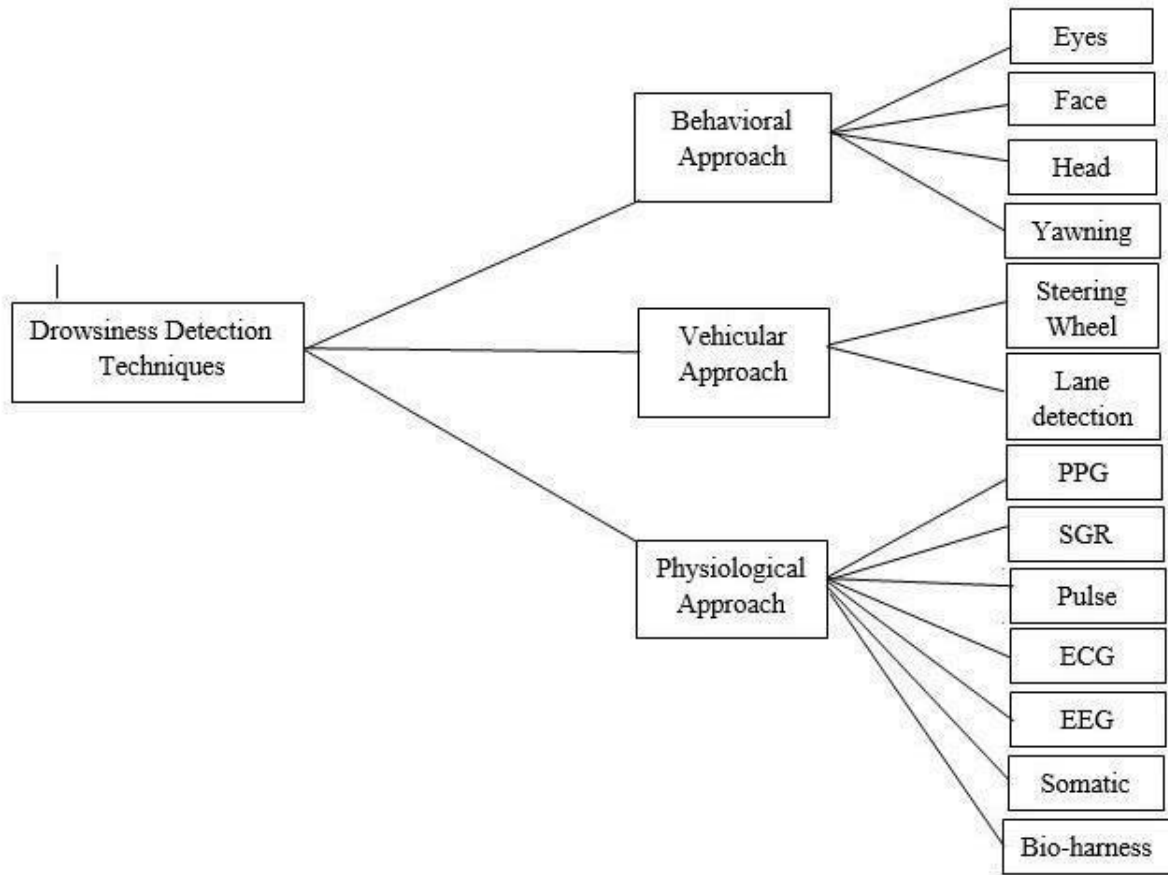 Eyes
Behavioral
Approach
Face
Head
Yawning
Drowsiness Detection
Techniques
Vehicular
Approach
Steering
Wheel
Lane
detection
Physiological
Approach
PPG
SGR
Pulse
ECG
EEG
Somatic
Bio-harness